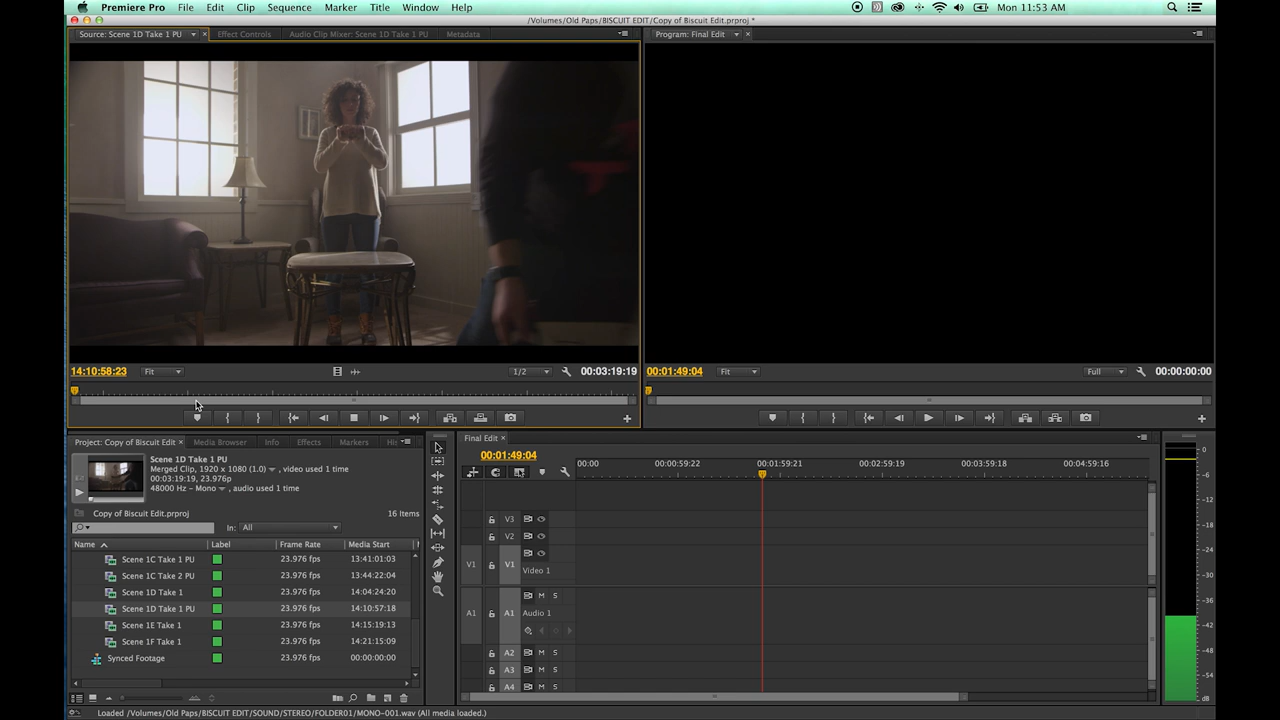 Premiere Pro File Edit Clip Sequence Marker Title Window Help Mon 11:53 AM
/Volumes/Old Paps/BISCUIT EDIT/Copy of Biscuit Edit.prproj *
Source: Scene 1D Take 1 PU Effect Controls Audio Clip Mixer: Scene 1D Take 1 PU Metadata Program: Final Edit
14:10:58:23 Fit 1/2 00:03:19:19 00:01:49:04 Fit Full 00:00:00:00
Project: Copy of Biscuit Edit Media Browser Info Effects Markers Final Edit
Scene 1D Take 1 PU
Merged Clip, 1920 x 1080 (1.0) , video used 1 time
00:03:19:19, 23.976p
48000 Hz - Mono , audio used 1 time
Copy of Biscuit Edit.prproj 16 Items
In: All
Name Label Frame Rate Media Start
Scene 1C Take 1 PU 23.976 fps 13:41:01:03
Scene 1C Take 2 PU 23.976 fps 13:44:22:04
Scene 1D Take 1 23.976 fps 14:04:24:20
Scene 1D Take 1 PU 23.976 fps 14:10:57:18
Scene 1E Take 1 23.976 fps 14:15:19:13
Scene 1F Take 1 23.976 fps 14:21:15:09
Synced Footage 23.976 fps 00:00:00:00
00:01:49:04
00:00 00:00:59:22 00:01:59:21 00:02:59:19 00:03:59:18 00:04:59:16
V3
V2
V1 V1
Video 1
M S
A1 A1 Audio 1
A2 M S
A3 M S
A4 M S
0
-6
-12
-18
-24
-30
-36
-42
-48
-54
dB
Loaded /Volumes/Old Paps/BISCUIT EDIT/SOUND/STEREO/FOLDER01/MONO-001.wav (All media loaded.)